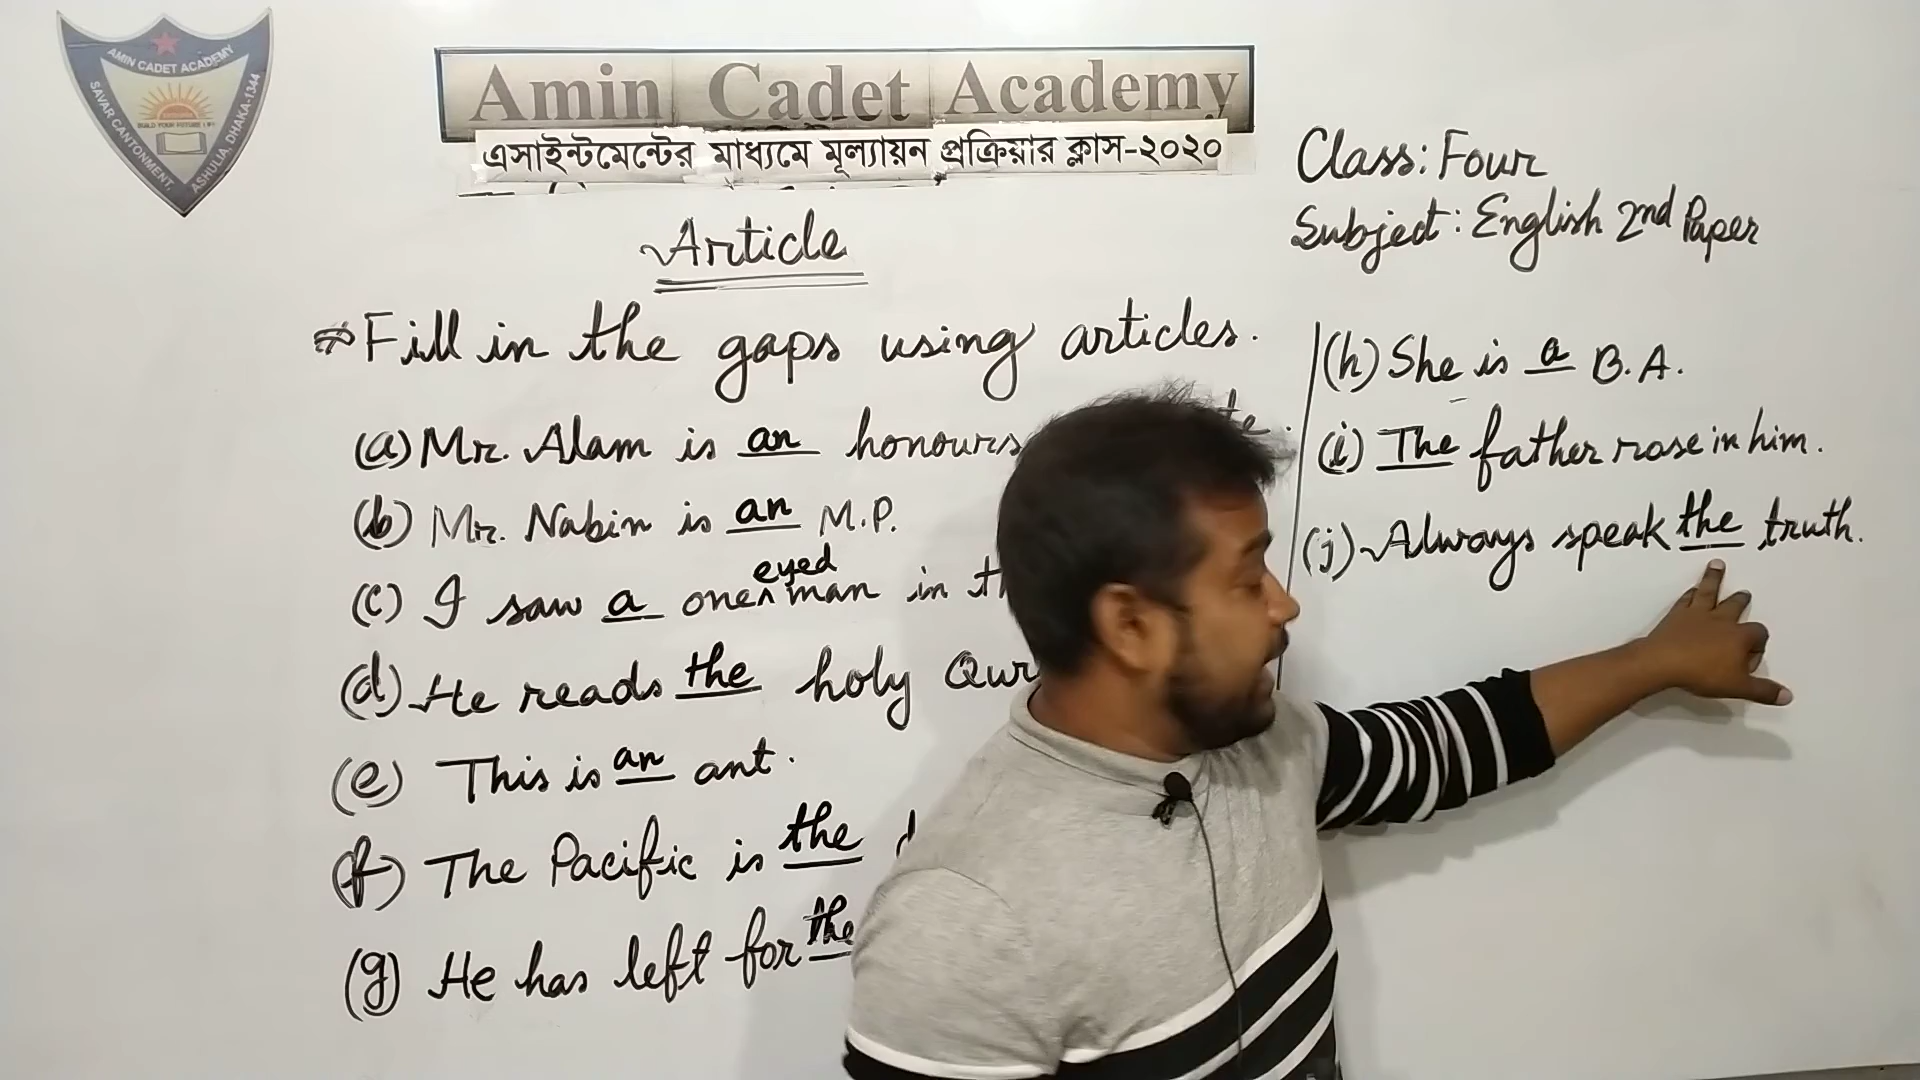 AMIN CADET ACADEMY
SAVAR CANTONMENT.
ASHULIA, DHAKA-1344
BUILD YOUR FUTURE
Amin Cadet Academy
এসাইন্টমেন্টের মাধ্যমে মূল্যায়ন প্রক্রিয়ার ক্লাস-২০২০
Class: Four
Subject: English 2nd Paper
Article
Fill in the gaps using articles.
(a) Mr. Alam is an honours
(b) Mr. Nabin is an M.P.
eyed
(c) I saw a one man in
(d) He reads the holy
(e) This is an ant.
(f) The Pacific is the
(g) He has left for the
(h) She is a B.A.
(i) The father rose in him.
(j) Always speak the truth.